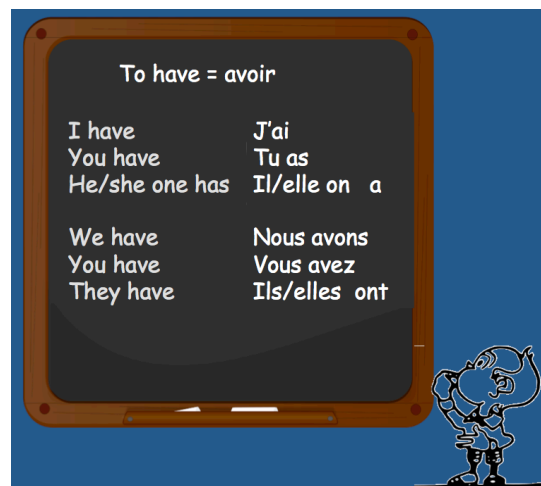 To have = avoir
I have J'ai
You have Tu as
He/she one has Il/elle on a
We have Nous avons
You have Vous avez
They have Ils/elles ont